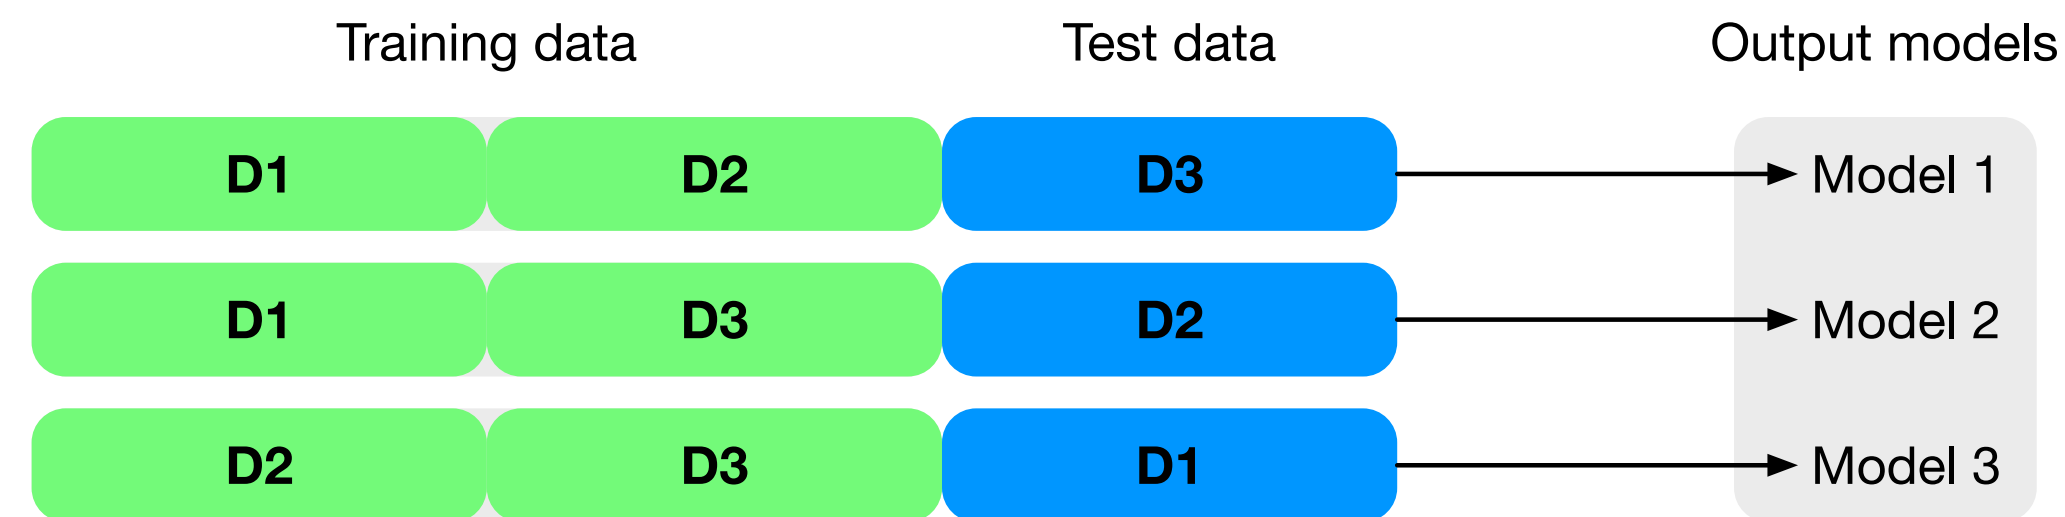 Training data Test data Output models
D1 D2 D3 Model 1
D1 D3 D2 Model 2
D2 D3 D1 Model 3